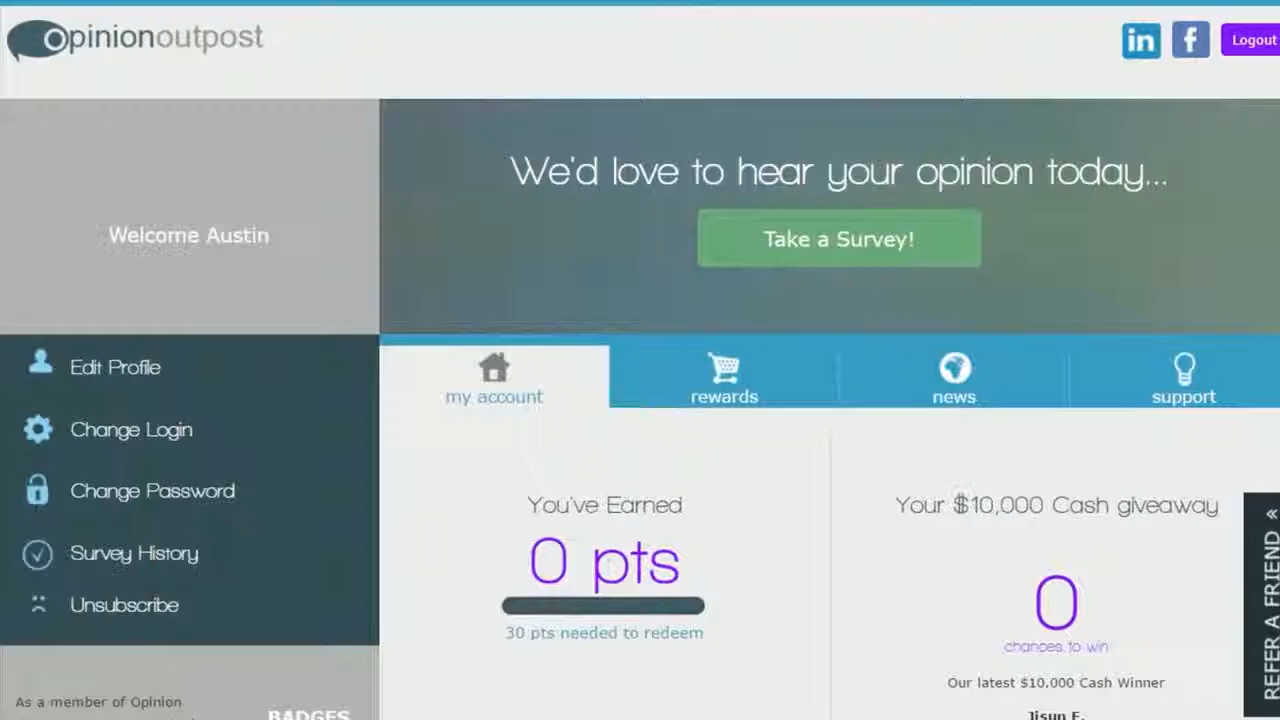 opinionoutpost
in f Logout
We'd love to hear your opinion today...
Welcome Austin
Take a Survey!
Edit Profile
Change Login
Change Password
Survey History
Unsubscribe
my account
rewards
news
support
You've Earned
0 pts
30 pts needed to redeem
Your $10,000 Cash giveaway
0
chances to win
Our latest $10,000 Cash Winner
Jisun F.
REFER A FRIEND «
As a member of Opinion
BADGES